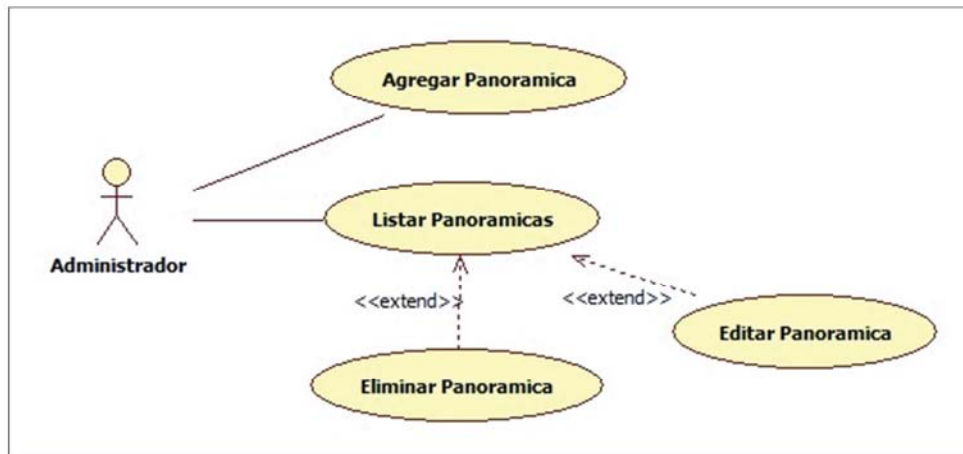 Agregar Panoramica
Listar Panoramicas
Administrador
<<extend>>
<<extend>>
Editar Panoramica
Eliminar Panoramica